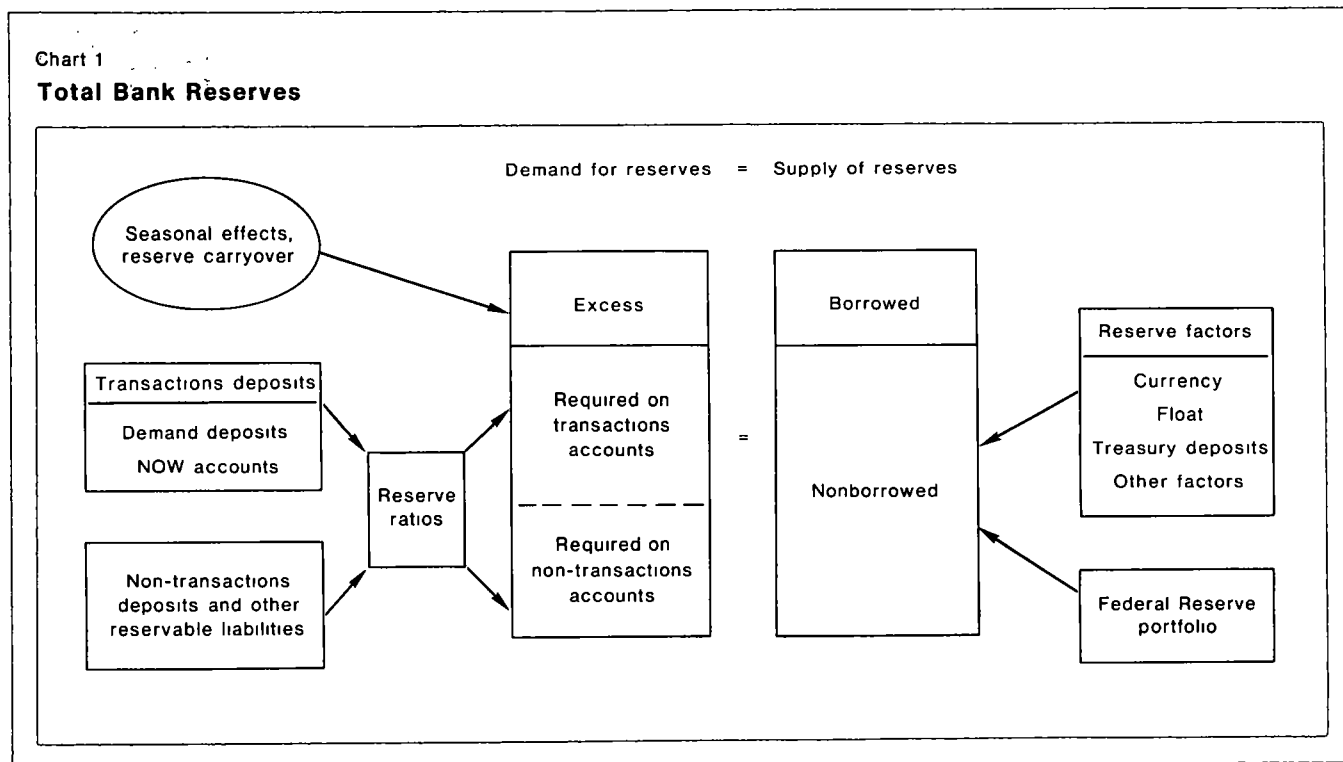 Chart 1
Total Bank Reserves
Demand for reserves = Supply of reserves
Seasonal effects,
reserve carryover
Transactions deposits
Demand deposits
NOW accounts
Non-transactions
deposits and other
reservable liabilities
Reserve
ratios
Excess
Required on
transactions
accounts
Required on
non-transactions
accounts
=
Borrowed
Nonborrowed
Reserve factors
Currency
Float
Treasury deposits
Other factors
Federal Reserve
portfolio